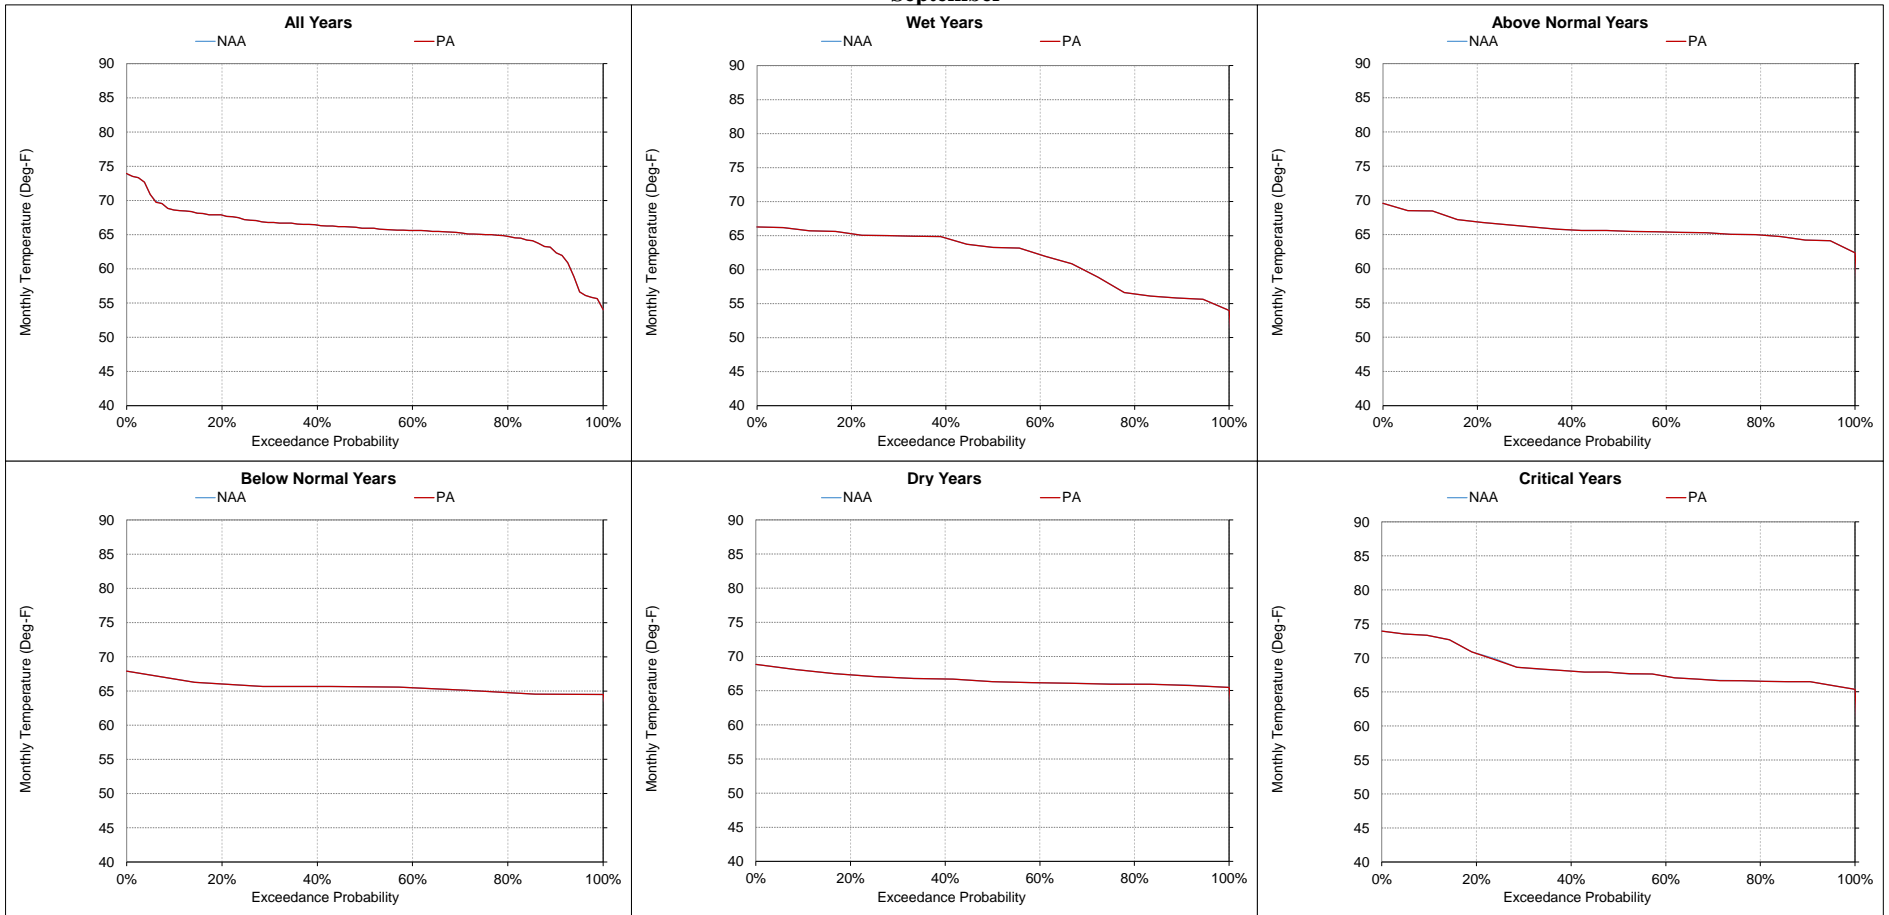 September
All Years
NAA PA
90
85
80
75
70
65
60
55
50
45
40
0% 20% 40% 60% 80% 100%
Monthly Temperature (Deg-F)
Exceedance Probability
Wet Years
NAA PA
90
85
80
75
70
65
60
55
50
45
40
0% 20% 40% 60% 80% 100%
Monthly Temperature (Deg-F)
Exceedance Probability
Above Normal Years
NAA PA
90
85
80
75
70
65
60
55
50
45
40
0% 20% 40% 60% 80% 100%
Monthly Temperature (Deg-F)
Exceedance Probability
Below Normal Years
NAA PA
90
85
80
75
70
65
60
55
50
45
40
0% 20% 40% 60% 80% 100%
Monthly Temperature (Deg-F)
Exceedance Probability
Dry Years
NAA PA
90
85
80
75
70
65
60
55
50
45
40
0% 20% 40% 60% 80% 100%
Monthly Temperature (Deg-F)
Exceedance Probability
Critical Years
NAA PA
90
85
80
75
70
65
60
55
50
45
40
0% 20% 40% 60% 80% 100%
Monthly Temperature (Deg-F)
Exceedance Probability